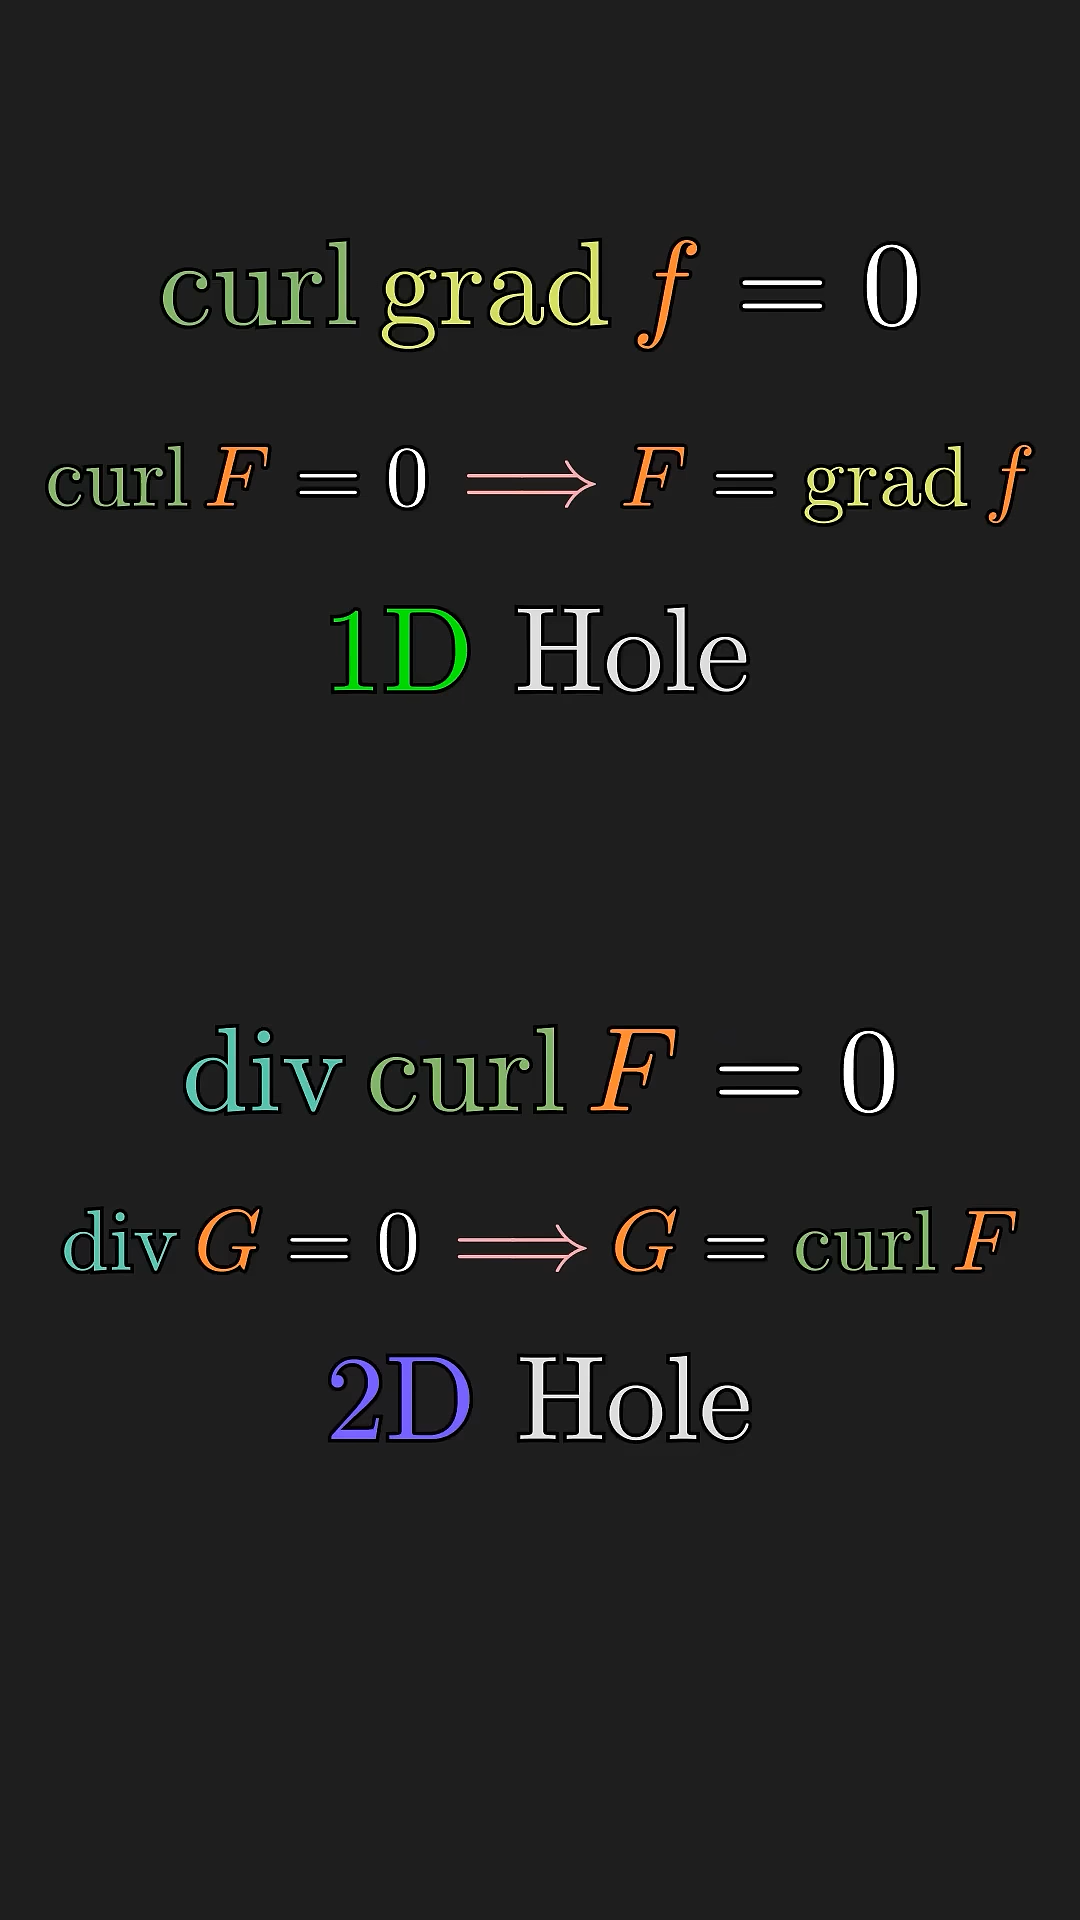 curl grad f = 0
curl F = 0 ⟹ F = grad f
1D Hole
div curl F = 0
div G = 0 ⟹ G = curl F
2D Hole